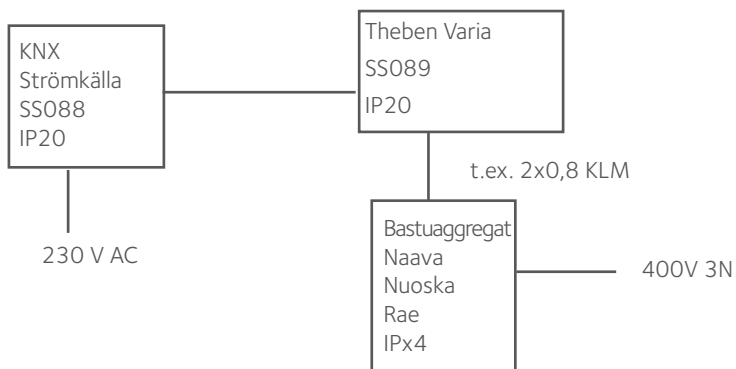 KNX
Strömkälla
SS088
IP20
230 V AC
Theben Varia
SS089
IP20
t.ex. 2x0,8 KLM
Bastuaggregat
Naava
Nuoska
Rae
IPx4
400V 3N